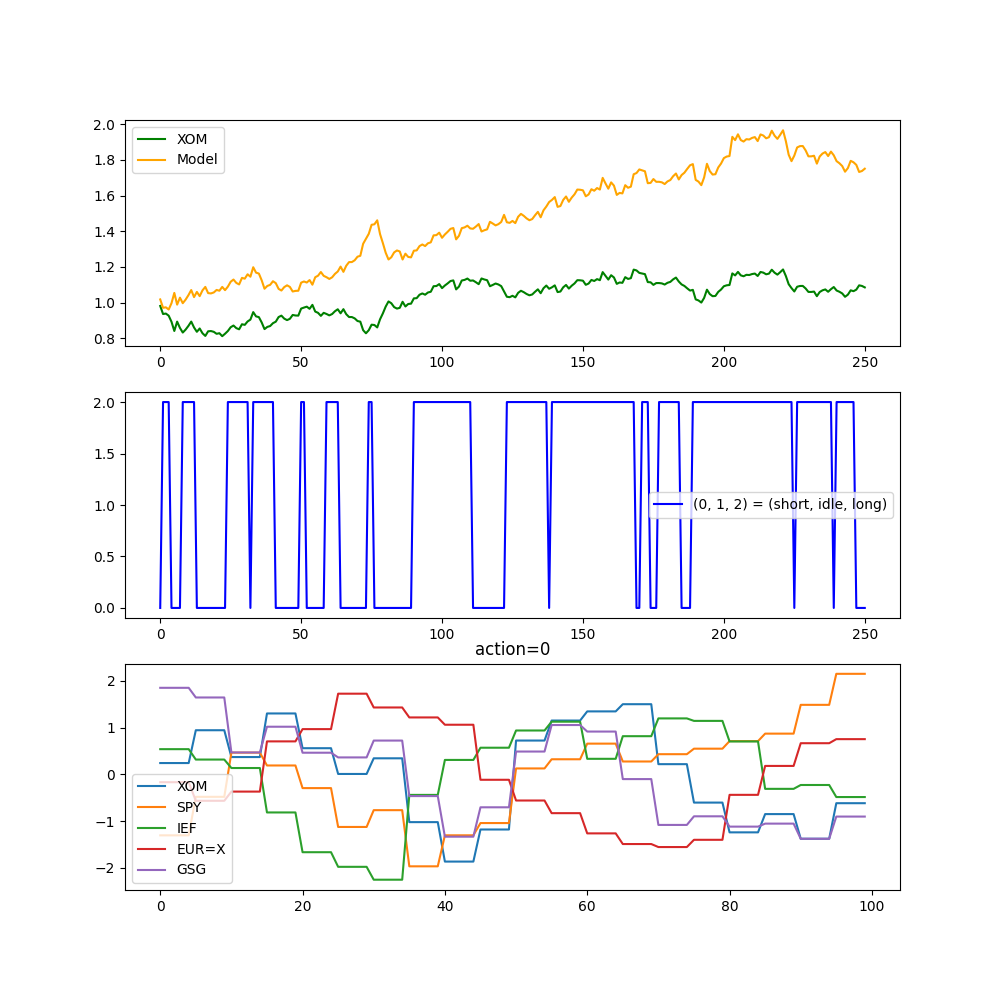 2.0
1.8
1.6
1.4
1.2
1.0
0.8
XOM
Model
0 50 100 150 200 250
2.0
1.5
1.0
0.5
0.0
(0, 1, 2) = (short, idle, long)
0 50 100 150 200 250
action=0
2
1
0
−1
−2
XOM
SPY
IEF
EUR=X
GSG
0 20 40 60 80 100